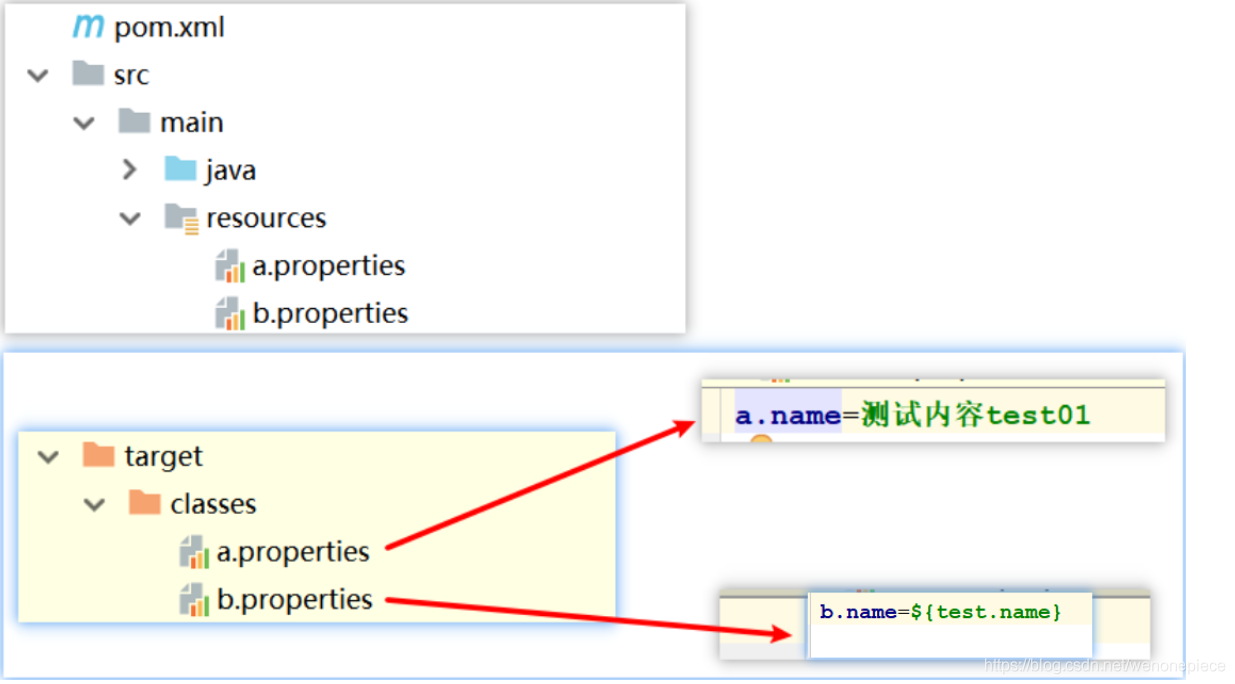 pom.xml
src
main
java
resources
a.properties
b.properties
a.name=测试内容test01
target
classes
a.properties
b.properties
b.name=${test.name}
https://blog.csdn.net/wenonepiece